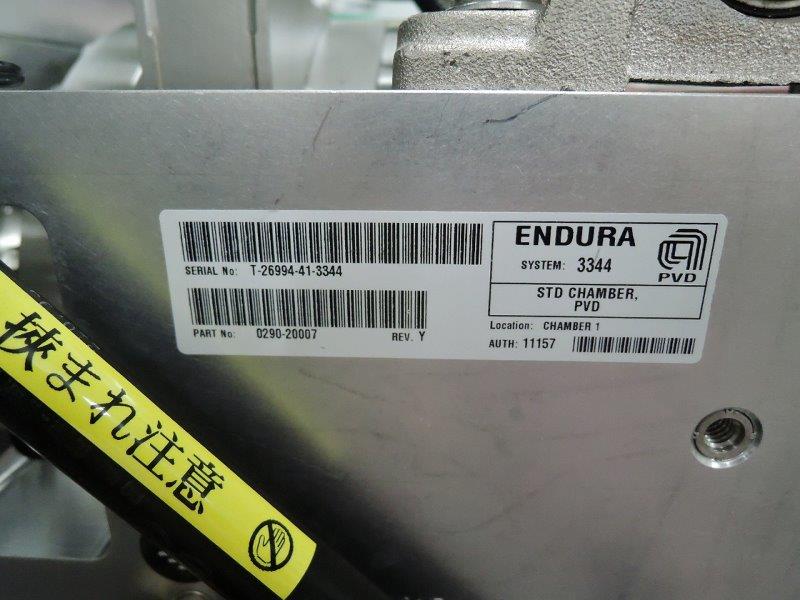 SERIAL No: T-26994-41-3344
PART No: 0290-20007 REV. Y
ENDURA
SYSTEM: 3344
PVD
STD CHAMBER,
PVD
Location: CHAMBER 1
AUTH: 11157
挾まれ注意